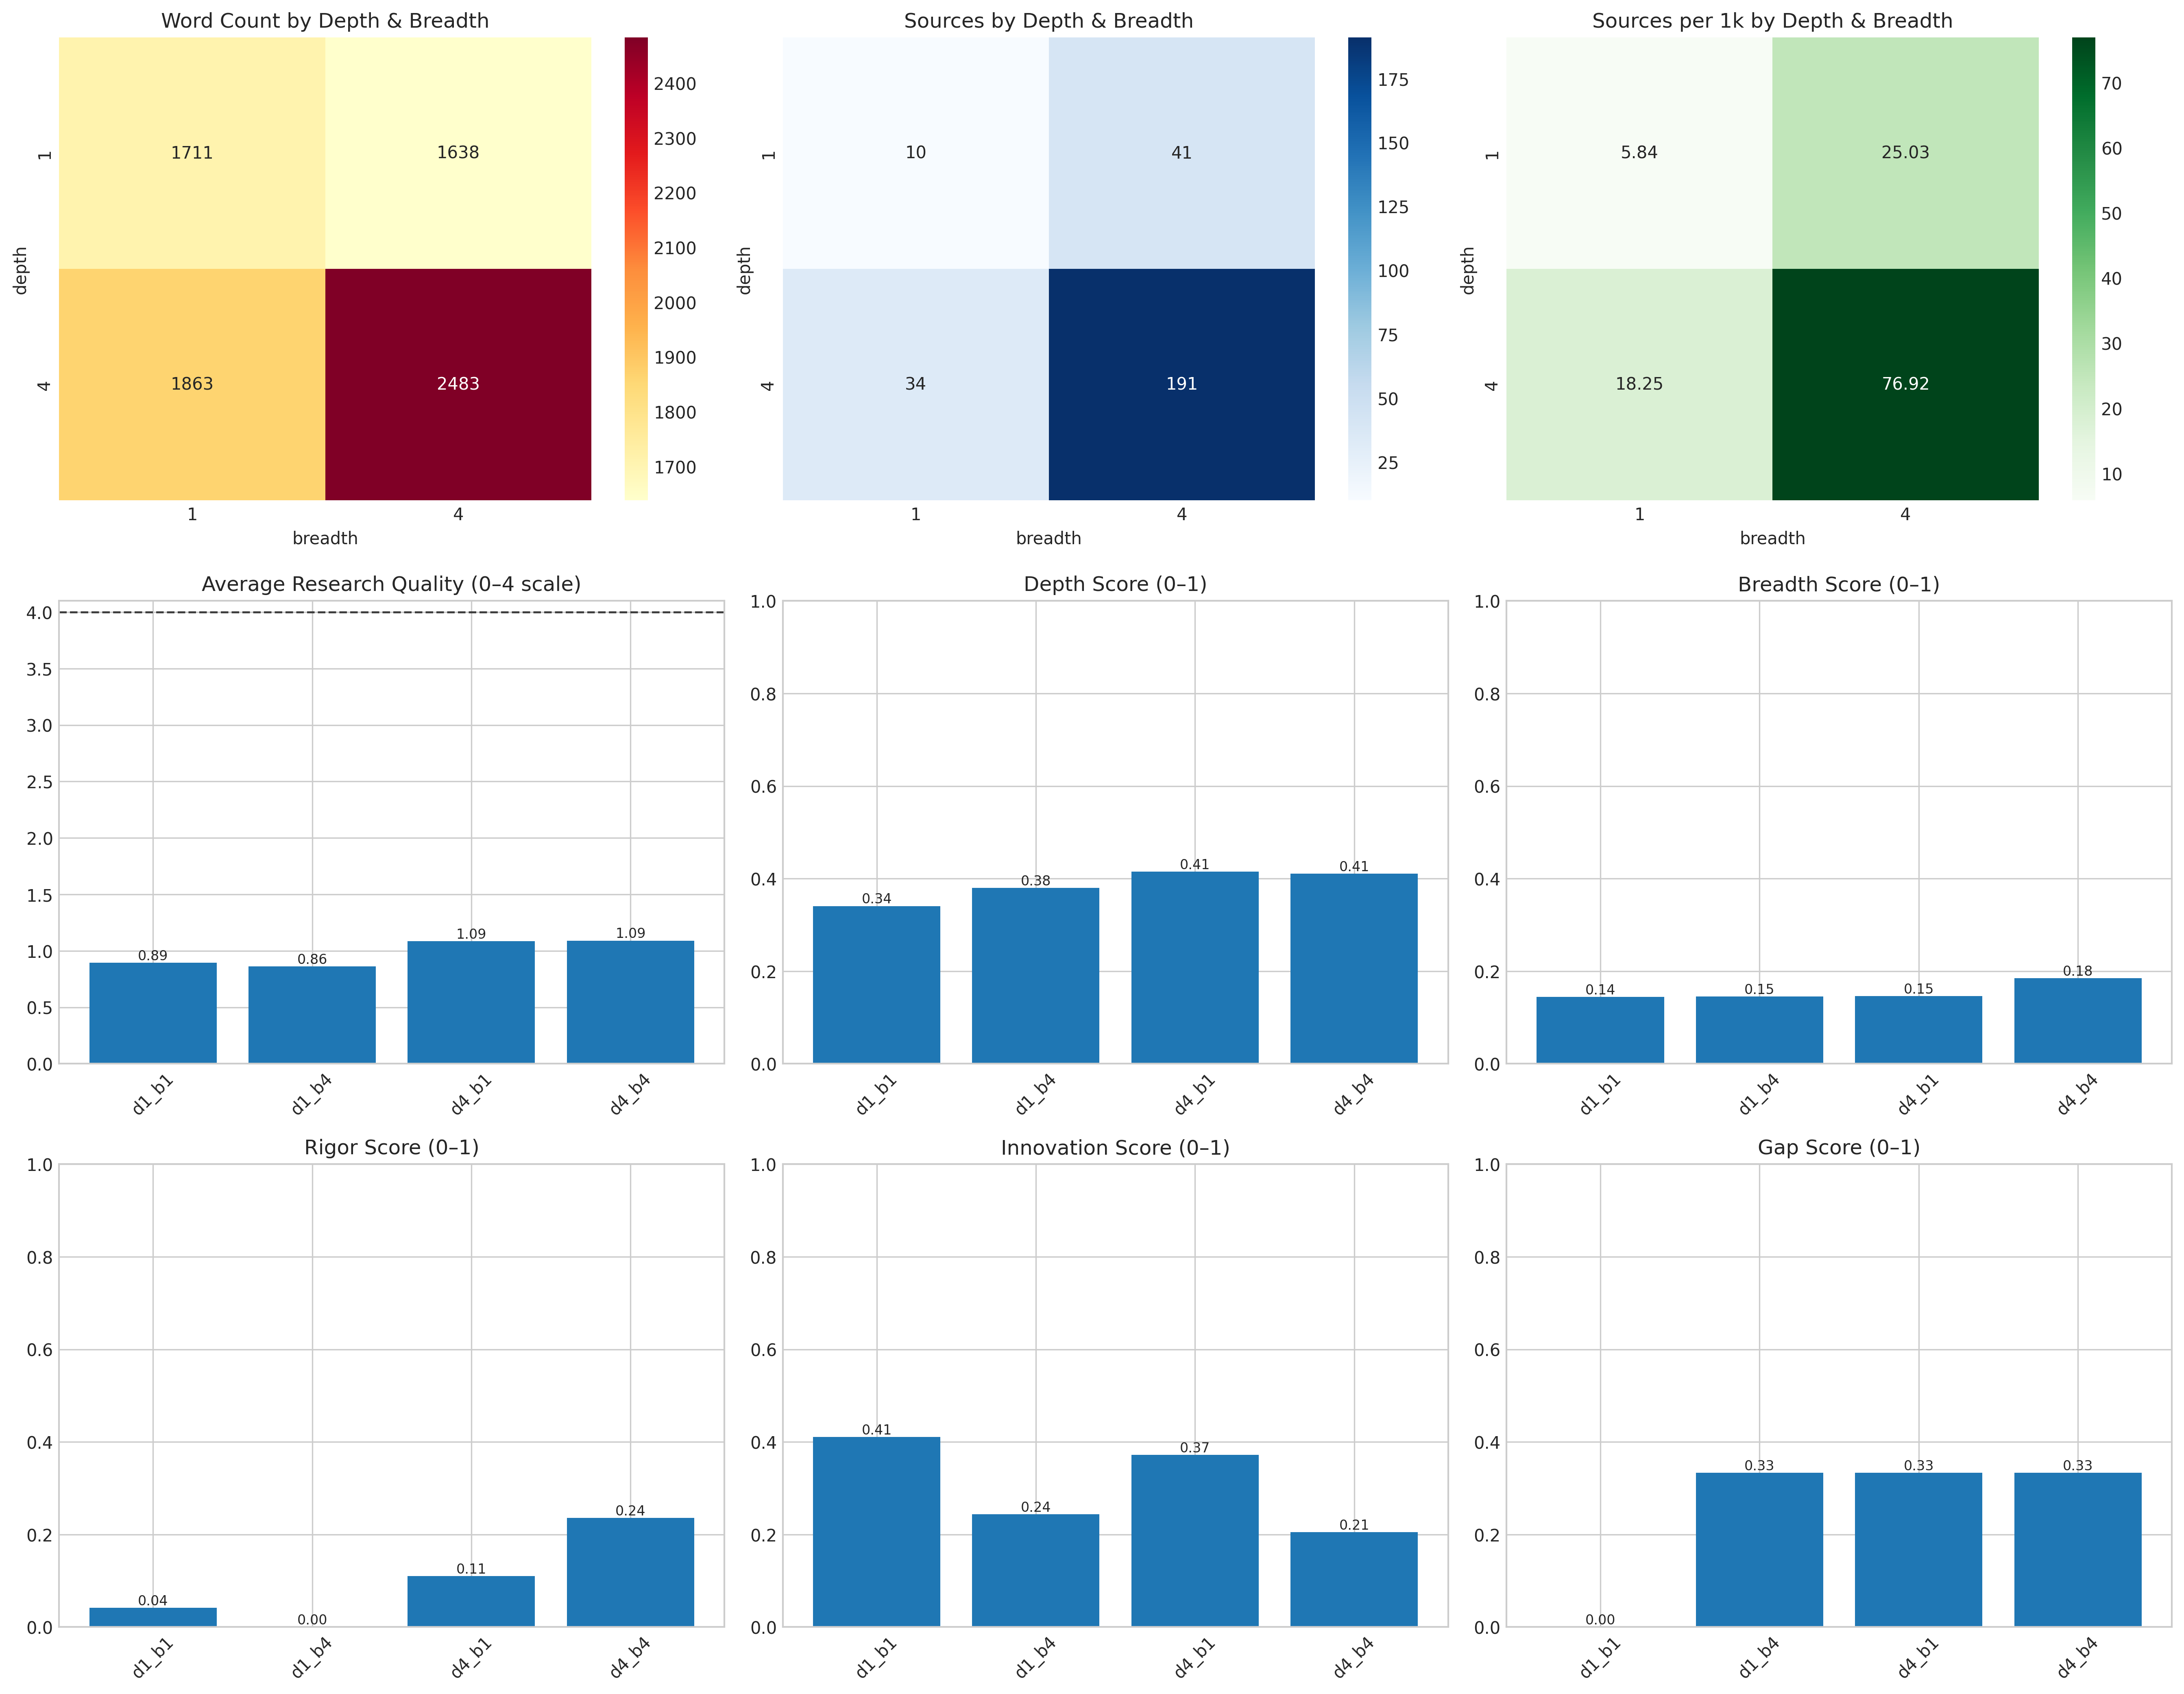 Word Count by Depth & Breadth
1711
1638
1863
2483
1
4
depth
1
4
breadth
2400
2300
2200
2100
2000
1900
1800
1700
Sources by Depth & Breadth
10
41
34
191
1
4
depth
1
4
breadth
175
150
125
100
75
50
25
Sources per 1k by Depth & Breadth
5.84
25.03
18.25
76.92
1
4
depth
1
4
breadth
70
60
50
40
30
20
10
Average Research Quality (0–4 scale)
4.0
3.5
3.0
2.5
2.0
1.5
1.0
0.5
0.0
0.89
0.86
1.09
1.09
d1_b1
d1_b4
d4_b1
d4_b4
Depth Score (0–1)
1.0
0.8
0.6
0.4
0.2
0.0
0.34
0.38
0.41
0.41
d1_b1
d1_b4
d4_b1
d4_b4
Breadth Score (0–1)
1.0
0.8
0.6
0.4
0.2
0.0
0.14
0.15
0.15
0.18
d1_b1
d1_b4
d4_b1
d4_b4
Rigor Score (0–1)
1.0
0.8
0.6
0.4
0.2
0.0
0.04
0.00
0.11
0.24
d1_b1
d1_b4
d4_b1
d4_b4
Innovation Score (0–1)
1.0
0.8
0.6
0.4
0.2
0.0
0.41
0.24
0.37
0.21
d1_b1
d1_b4
d4_b1
d4_b4
Gap Score (0–1)
1.0
0.8
0.6
0.4
0.2
0.0
0.00
0.33
0.33
0.33
d1_b1
d1_b4
d4_b1
d4_b4